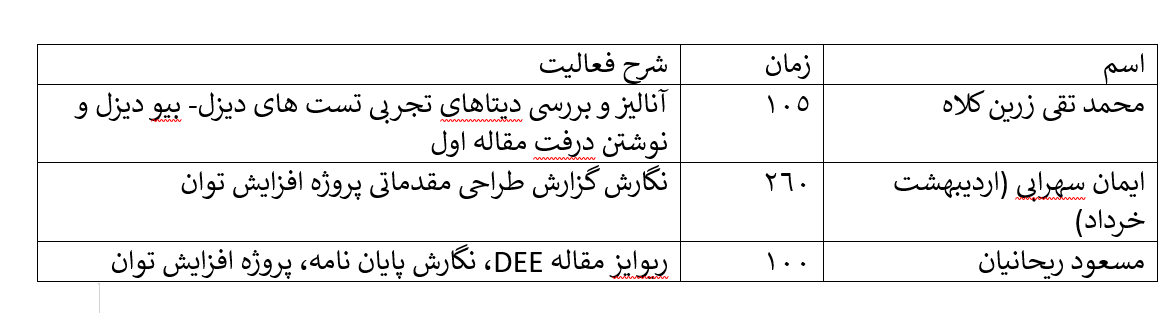 اسم زمان شرح فعالیت
محمد تقی زرین کلاه ۱۰۵ آنالیز و بررسی دیتاهای تجربی تست های دیزل- بیو دیزل و
نوشتن درفت مقاله اول
ایمان سهرابی (اردیبهشت ۲۶۰ نگارش گزارش طراحی مقدماتی پروژه افزایش توان
خرداد)
مسعود ریحانیان ۱۰۰ ریوایز مقاله DEE، نگارش پایان نامه، پروژه افزایش توان